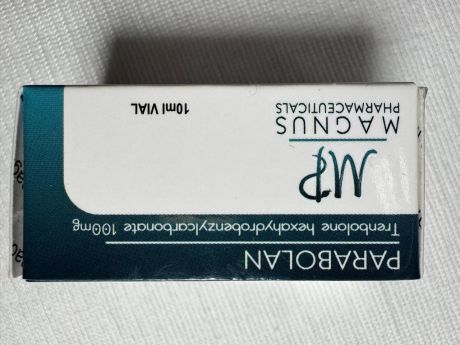 PARABOLAN
Trenbolone hexahydrobenzylcarbonate 100mg
MP
MAGNUS
PHARMACEUTICALS
10ml VIAL